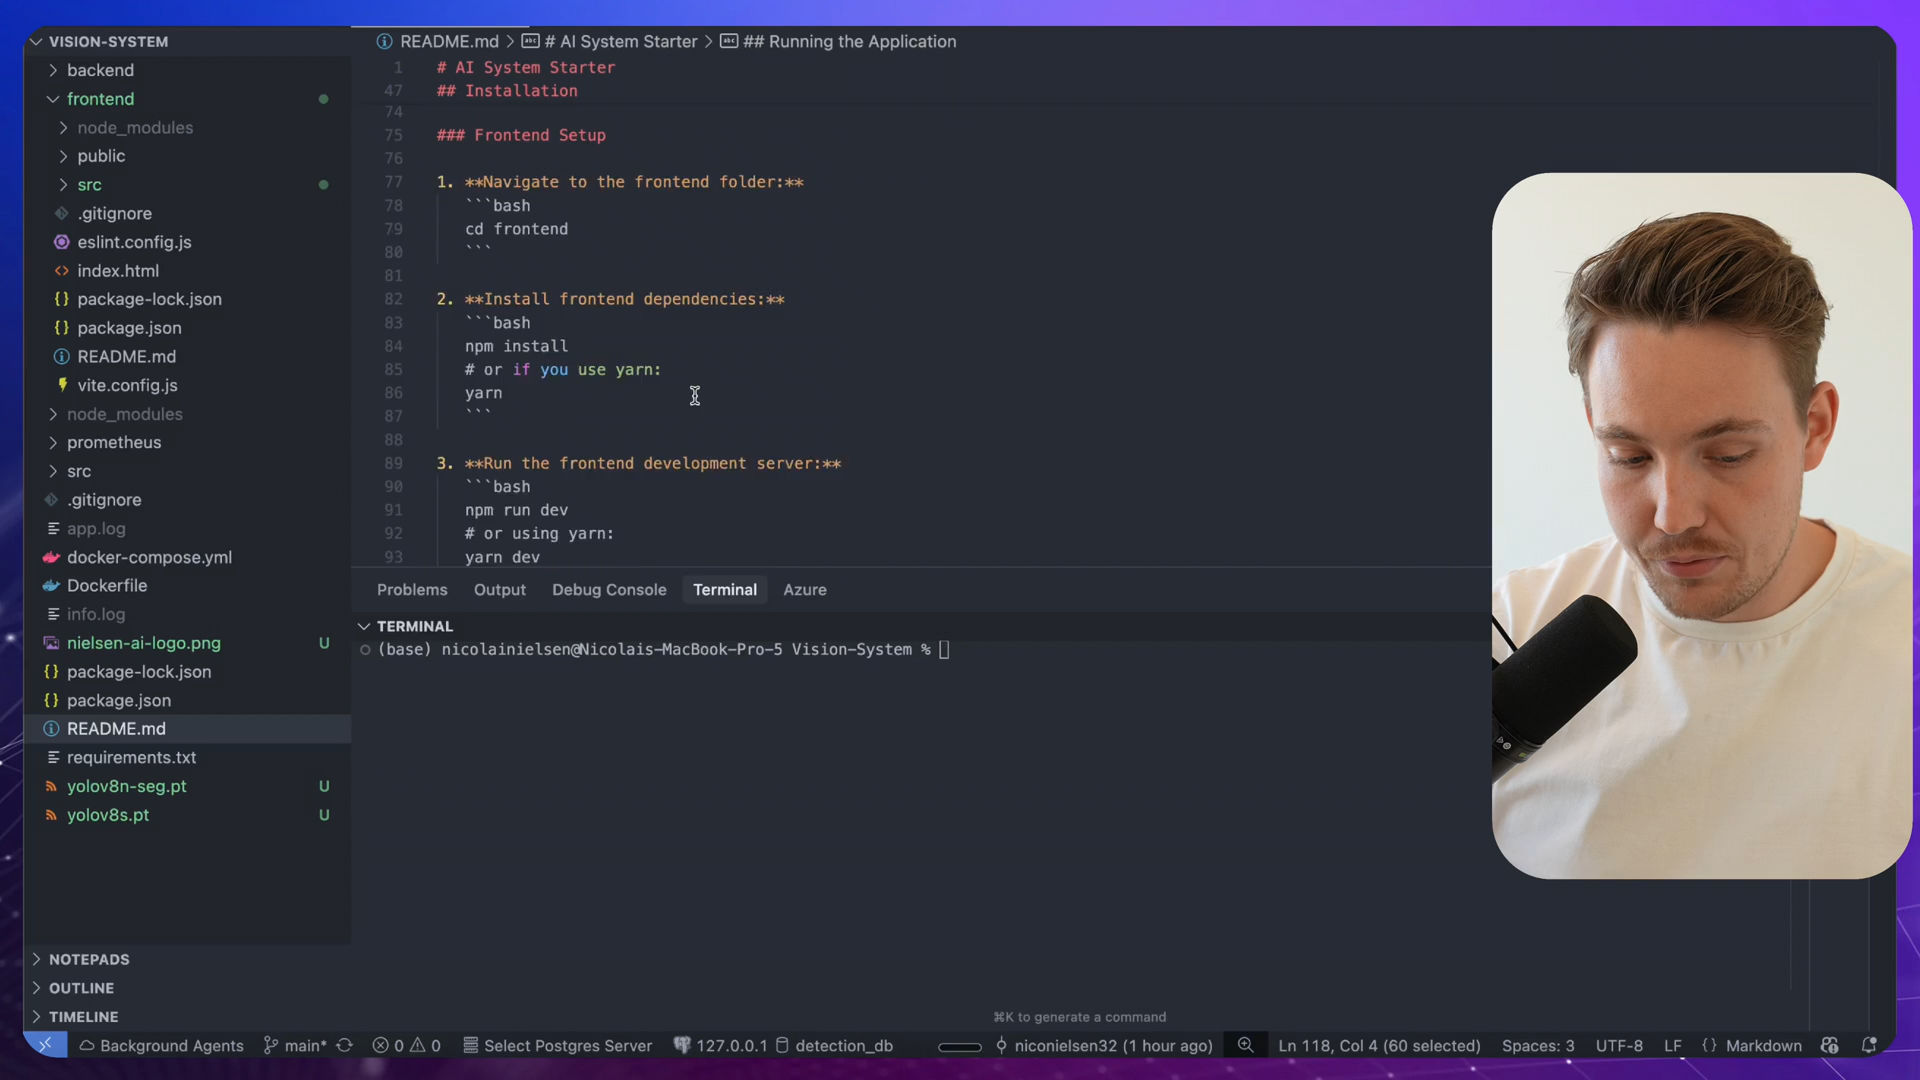 VISION-SYSTEM
backend
frontend
node_modules
public
src
.gitignore
eslint.config.js
index.html
package-lock.json
package.json
README.md
vite.config.js
node_modules
prometheus
src
.gitignore
app.log
docker-compose.yml
Dockerfile
info.log
nielsen-ai-logo.png U
package-lock.json
package.json
README.md
requirements.txt
yolov8n-seg.pt U
yolov8s.pt U
NOTEPADS
OUTLINE
TIMELINE
README.md > # AI System Starter > ## Running the Application
1 # AI System Starter
47 ## Installation
74
75 ### Frontend Setup
76
77 1. **Navigate to the frontend folder:**
78 ```bash
79 cd frontend
80 ```
81
82 2. **Install frontend dependencies:**
83 ```bash
84 npm install
85 # or if you use yarn:
86 yarn
87 ```
88
89 3. **Run the frontend development server:**
90 ```bash
91 npm run dev
92 # or using yarn:
93 yarn dev
Problems Output Debug Console Terminal Azure
TERMINAL
(base) nicolainielsen@Nicolais-MacBook-Pro-5 Vision-System %
⌘K to generate a command
Background Agents main* 0 0 Select Postgres Server 127.0.0.1 detection_db niconielsen32 (1 hour ago) Ln 118, Col 4 (60 selected) Spaces: 3 UTF-8 LF {} Markdown